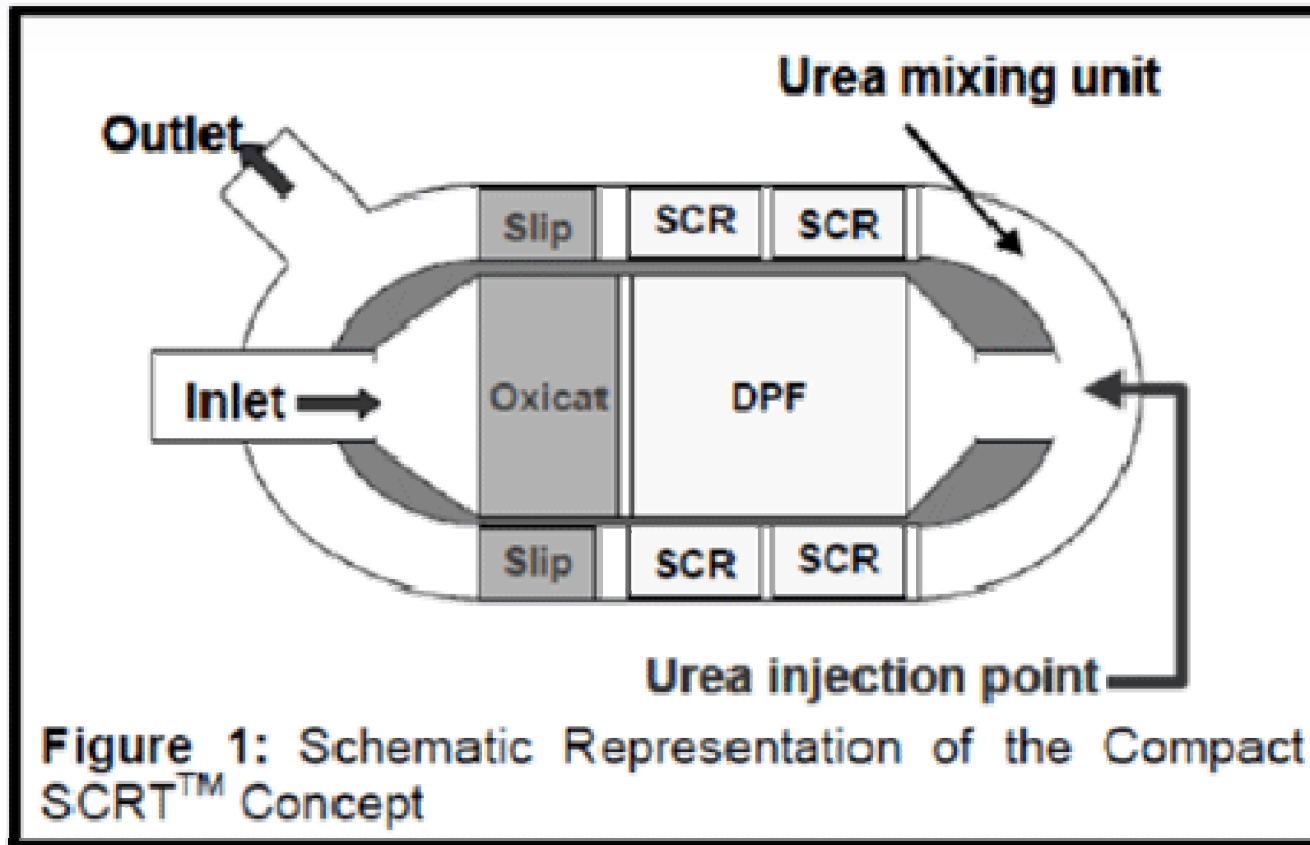 Urea mixing unit
Outlet
Slip SCR SCR
Inlet Oxicat DPF
Slip SCR SCR
Urea injection point
Figure 1: Schematic Representation of the Compact
SCRT™ Concept